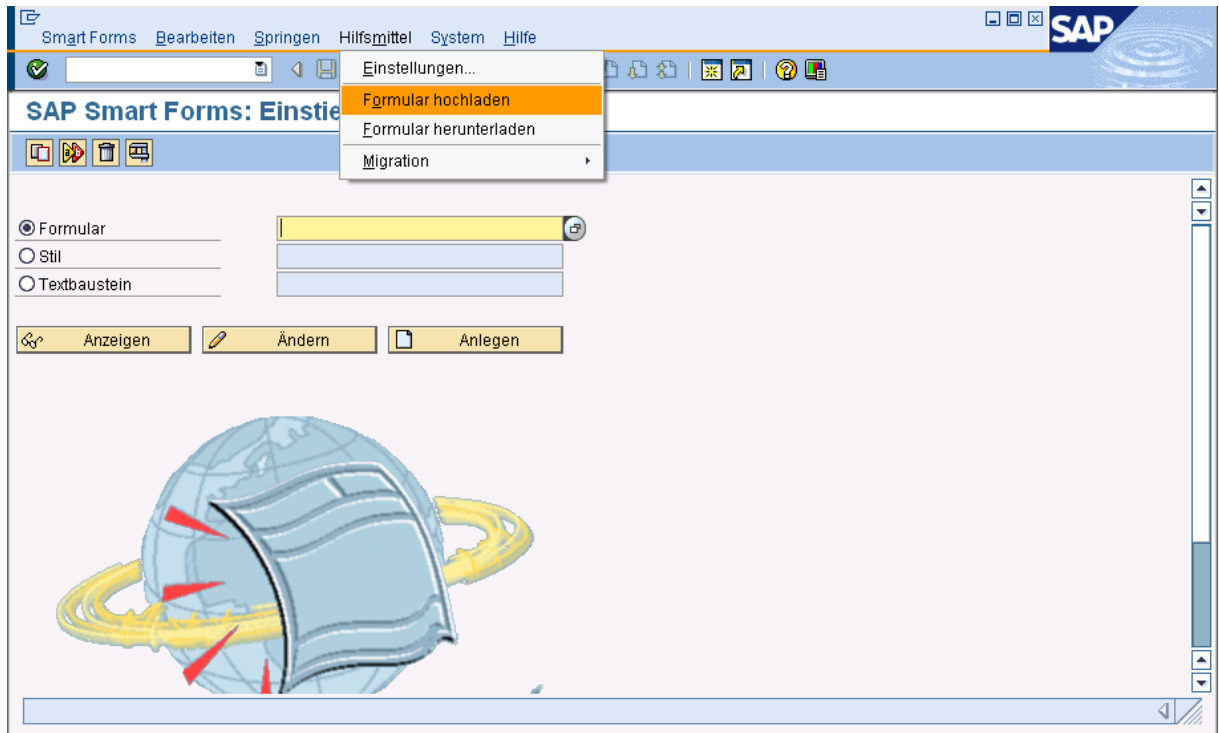 Smart Forms Bearbeiten Springen Hilfsmittel System Hilfe
SAP
Einstellungen...
SAP Smart Forms: Einstie
Formular hochladen
Formular herunterladen
Migration
Formular
Stil
Textbaustein
Anzeigen Ändern Anlegen